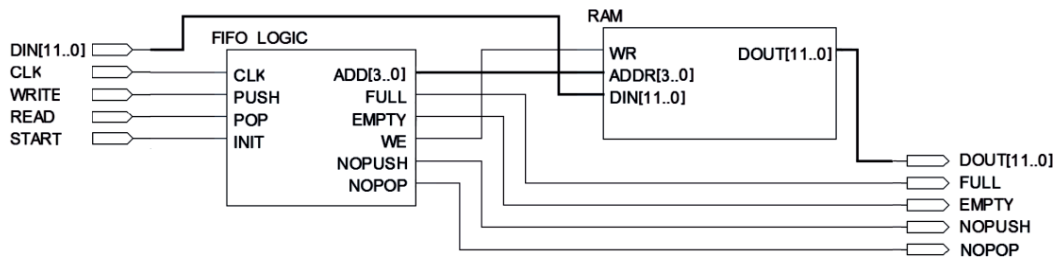 RAM
DIN[11..0]
CLK
WRITE
READ
START
FIFO LOGIC
CLK
PUSH
POP
INIT
ADD[3..0]
FULL
EMPTY
WE
NOPUSH
NOPOP
WR
ADDR[3..0]
DIN[11..0]
DOUT[11..0]
DOUT[11..0]
FULL
EMPTY
NOPUSH
NOPOP